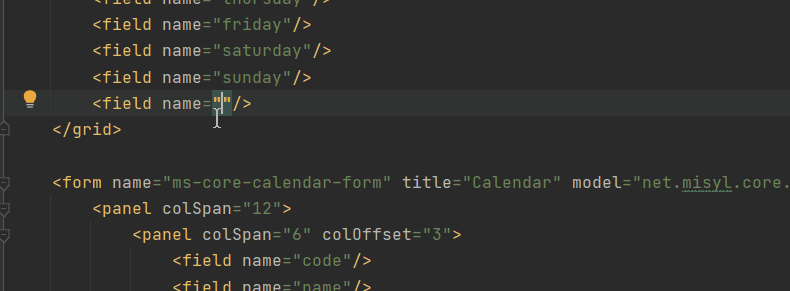 <field name="thursday"/>
<field name="friday"/>
<field name="saturday"/>
<field name="sunday"/>
<field name=""/>
</grid>
<form name="ms-core-calendar-form" title="Calendar" model="net.misyl.core.
<panel colSpan="12">
<panel colSpan="6" colOffset="3">
<field name="code"/>
<field name="name"/>